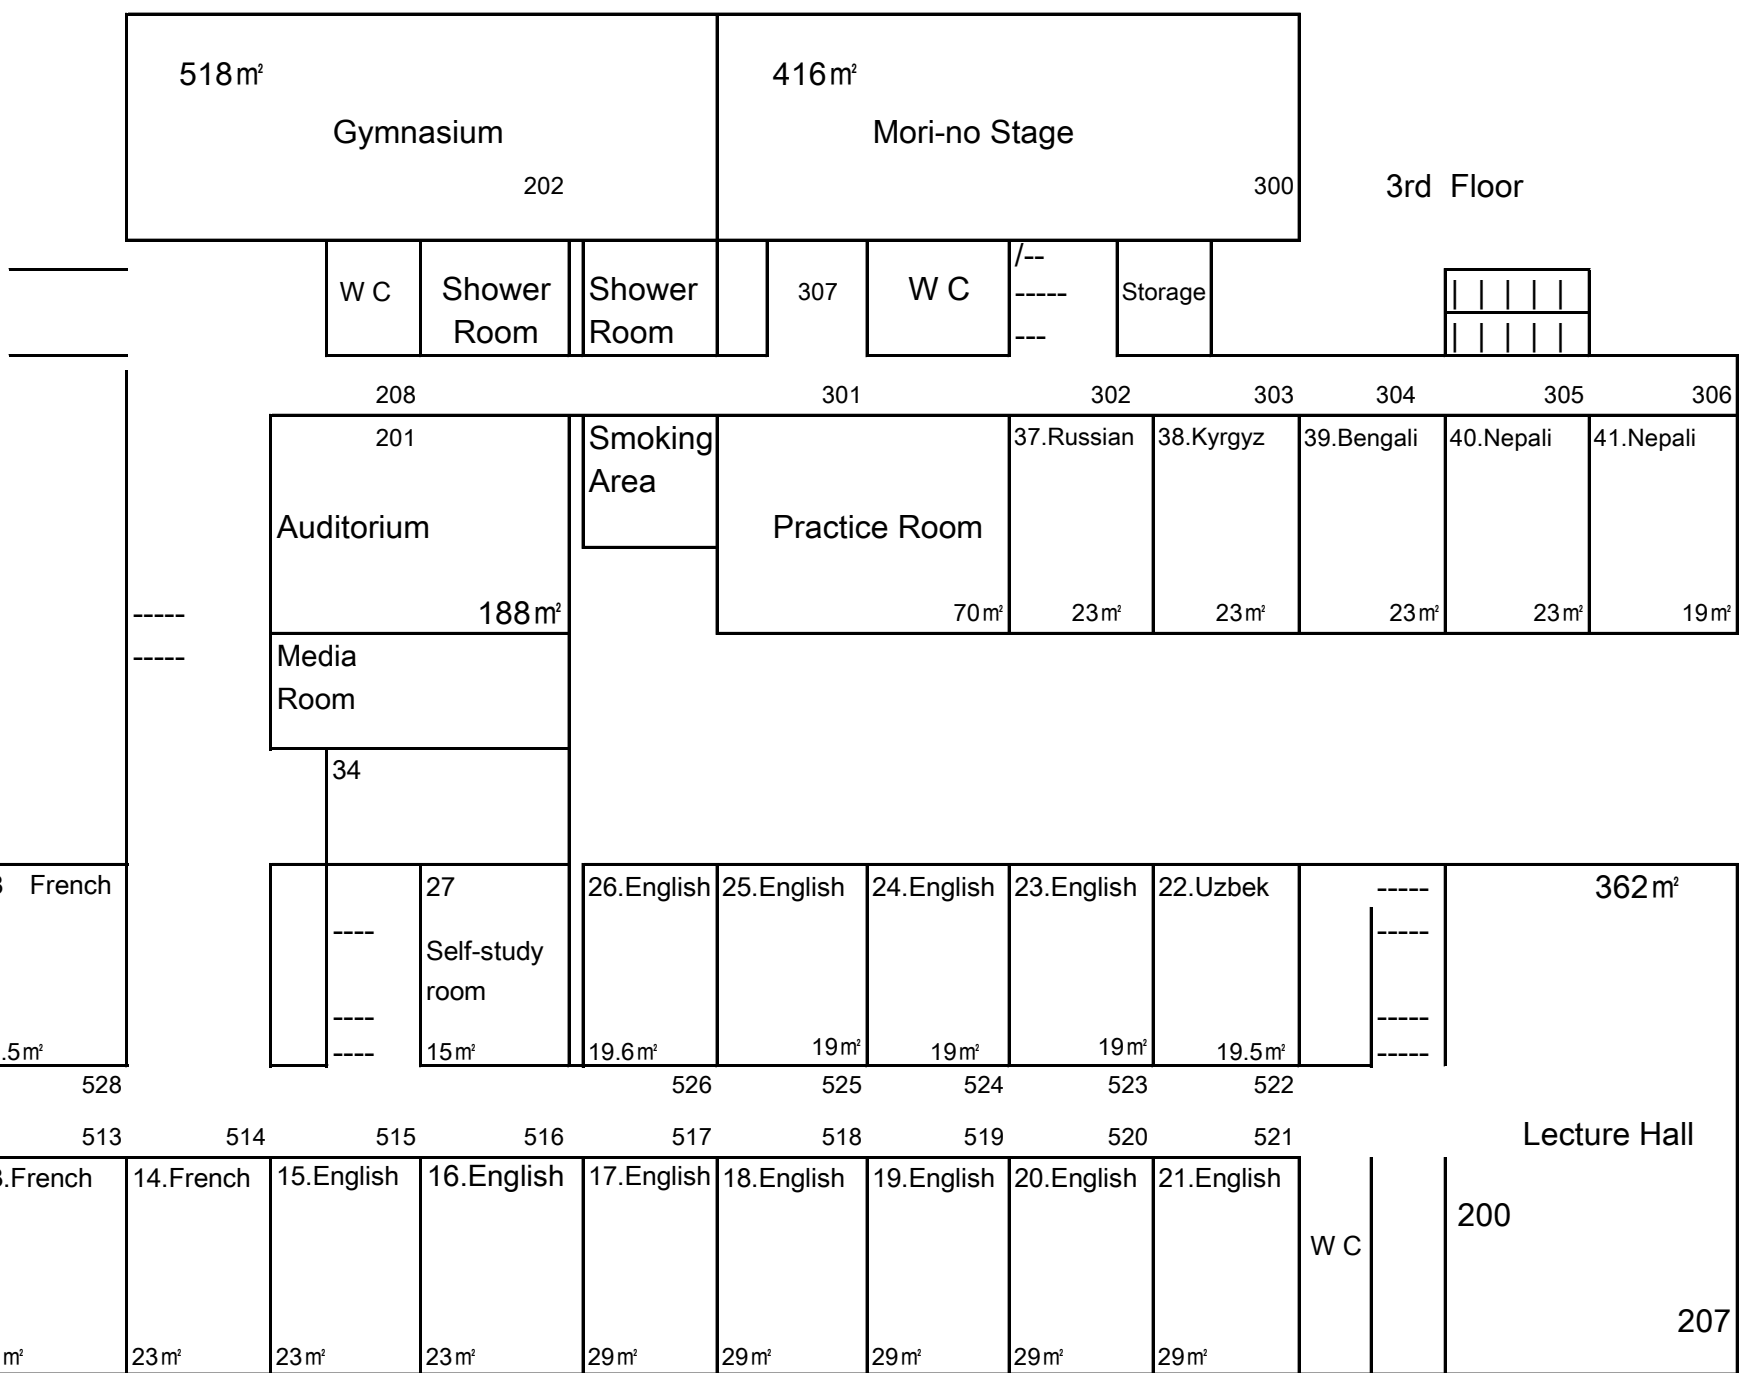 518㎡ 416㎡
Gymnasium Mori-no Stage
202 300 3rd Floor
W C Shower Room Shower Room 307 W C Storage
208 301 302 303 304 305 306
201 Smoking Area 37.Russian 38.Kyrgyz 39.Bengali 40.Nepali 41.Nepali
Auditorium Practice Room
188㎡ 70㎡ 23㎡ 23㎡ 23㎡ 23㎡ 19㎡
Media
Room
34
French 27 26.English 25.English 24.English 23.English 22.Uzbek 362㎡
Self-study
room
.5㎡ 15㎡ 19.6㎡ 19㎡ 19㎡ 19㎡ 19.5㎡
528 526 525 524 523 522
513 514 515 516 517 518 519 520 521 Lecture Hall
.French 14.French 15.English 16.English 17.English 18.English 19.English 20.English 21.English
200
W C
207
㎡ 23㎡ 23㎡ 23㎡ 29㎡ 29㎡ 29㎡ 29㎡ 29㎡